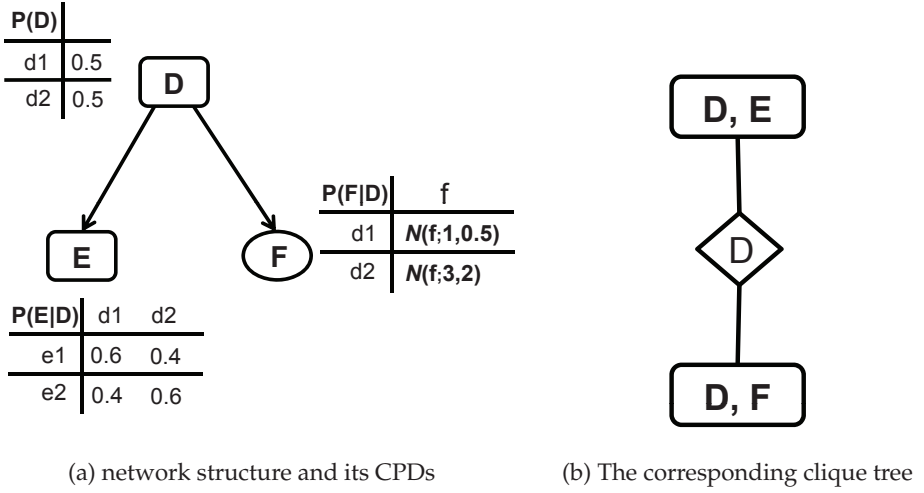 P(D)
d1 0.5
d2 0.5
D
E
F
P(F|D) f
d1 N(f;1,0.5)
d2 N(f;3,2)
P(E|D) d1 d2
e1 0.6 0.4
e2 0.4 0.6
(a) network structure and its CPDs
D, E
D
D, F
(b) The corresponding clique tree